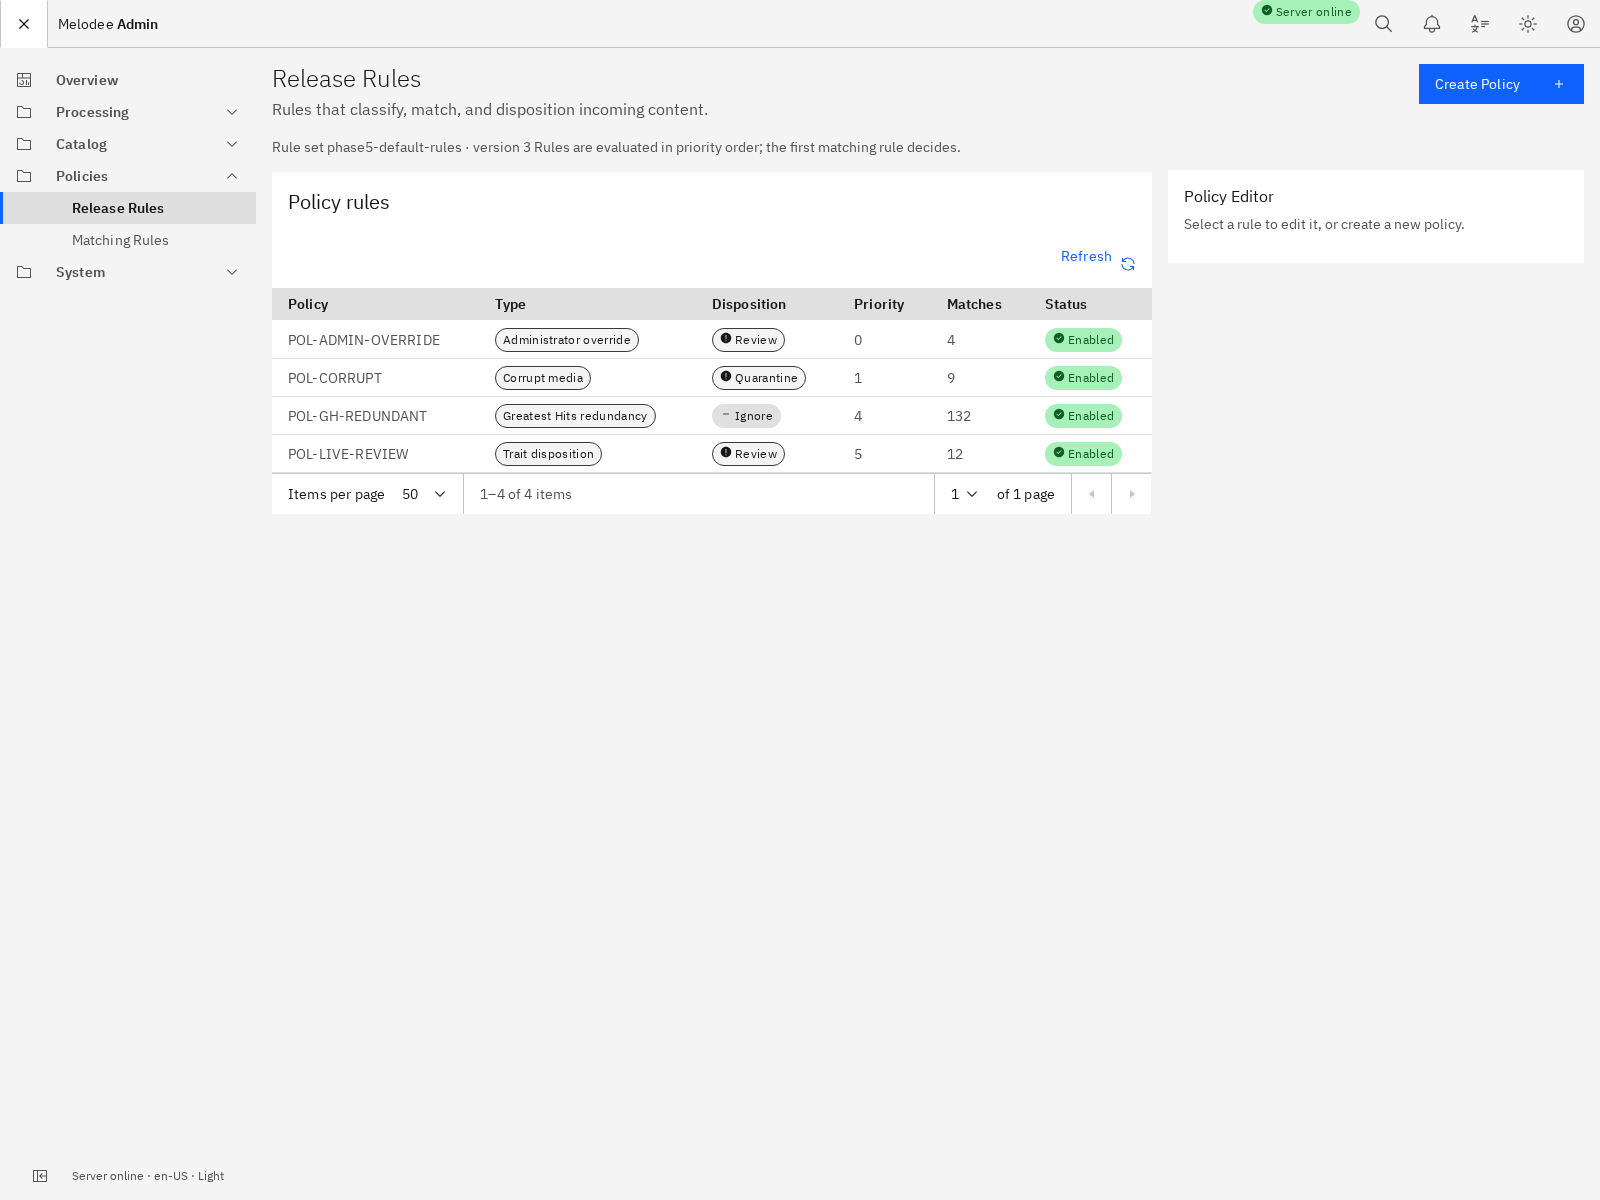 Melodee Admin
Server online
Overview
Processing
Catalog
Policies
Release Rules
Matching Rules
System
Release Rules
Rules that classify, match, and disposition incoming content.
Create Policy
Rule set phase5-default-rules · version 3 Rules are evaluated in priority order; the first matching rule decides.
Policy rules
Refresh
Policy Type Disposition Priority Matches Status
POL-ADMIN-OVERRIDE Administrator override Review 0 4 Enabled
POL-CORRUPT Corrupt media Quarantine 1 9 Enabled
POL-GH-REDUNDANT Greatest Hits redundancy Ignore 4 132 Enabled
POL-LIVE-REVIEW Trait disposition Review 5 12 Enabled
Items per page 50 1–4 of 4 items 1 of 1 page
Policy Editor
Select a rule to edit it, or create a new policy.
Server online · en-US · Light